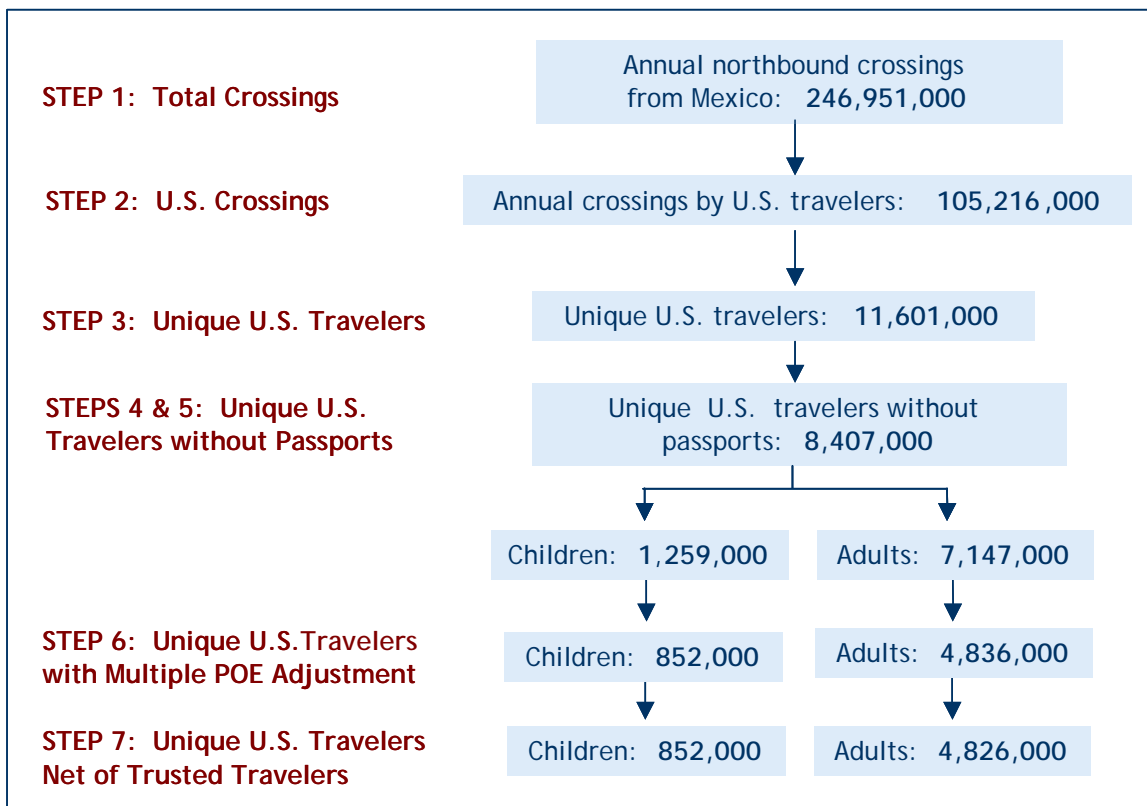 STEP 1: Total Crossings
Annual northbound crossings
from Mexico: 246,951,000
STEP 2: U.S. Crossings
Annual crossings by U.S. travelers: 105,216,000
STEP 3: Unique U.S. Travelers
Unique U.S. travelers: 11,601,000
STEPS 4 & 5: Unique U.S.
Travelers without Passports
Unique U.S. travelers without
passports: 8,407,000
Children: 1,259,000
Adults: 7,147,000
STEP 6: Unique U.S.Travelers
with Multiple POE Adjustment
Children: 852,000
Adults: 4,836,000
STEP 7: Unique U.S. Travelers
Net of Trusted Travelers
Children: 852,000
Adults: 4,826,000